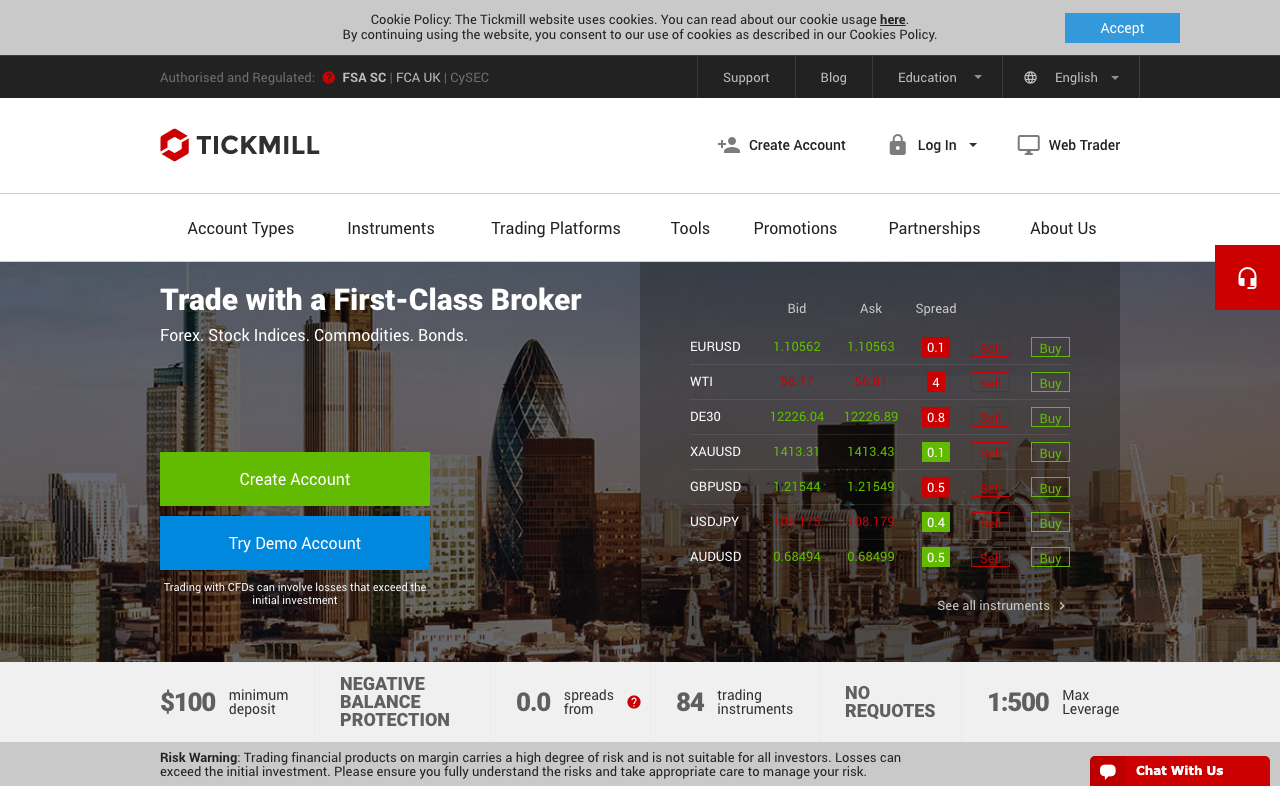 Cookie Policy: The Tickmill website uses cookies. You can read about our cookie usage here.
By continuing using the website, you consent to our use of cookies as described in our Cookies Policy.
Accept
Authorised and Regulated: ? FSA SC | FCA UK | CySEC
Support
Blog
Education
English
TICKMILL
Create Account
Log In
Web Trader
Account Types
Instruments
Trading Platforms
Tools
Promotions
Partnerships
About Us
Trade with a First-Class Broker
Forex. Stock Indices. Commodities. Bonds.
Create Account
Try Demo Account
Trading with CFDs can involve losses that exceed the
initial investment
Bid Ask Spread
EURUSD 1.10562 1.10563 0.1 Sell Buy
WTI 56.77 56.81 4 Sell Buy
DE30 12226.04 12226.89 0.8 Sell Buy
XAUUSD 1413.31 1413.43 0.1 Sell Buy
GBPUSD 1.21544 1.21549 0.5 Sell Buy
USDJPY 108.175 108.179 0.4 Sell Buy
AUDUSD 0.68494 0.68499 0.5 Sell Buy
See all instruments
$100 minimum
deposit
NEGATIVE
BALANCE
PROTECTION
0.0 spreads
from ?
84 trading
instruments
NO
REQUOTES
1:500 Max
Leverage
Risk Warning: Trading financial products on margin carries a high degree of risk and is not suitable for all investors. Losses can
exceed the initial investment. Please ensure you fully understand the risks and take appropriate care to manage your risk.
Chat With Us